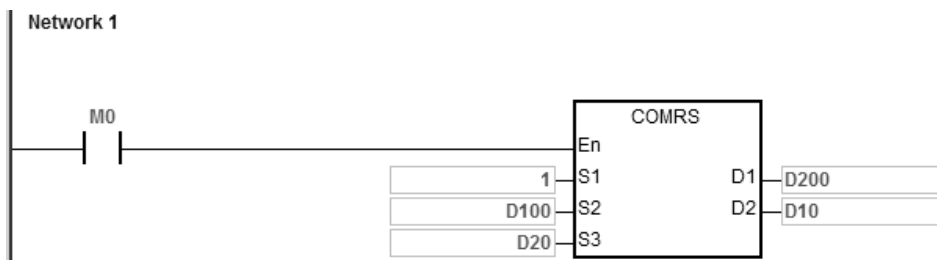 Network 1
M0
COMRS
En
1 S1 D1 D200
D100 S2 D2 D10
D20 S3